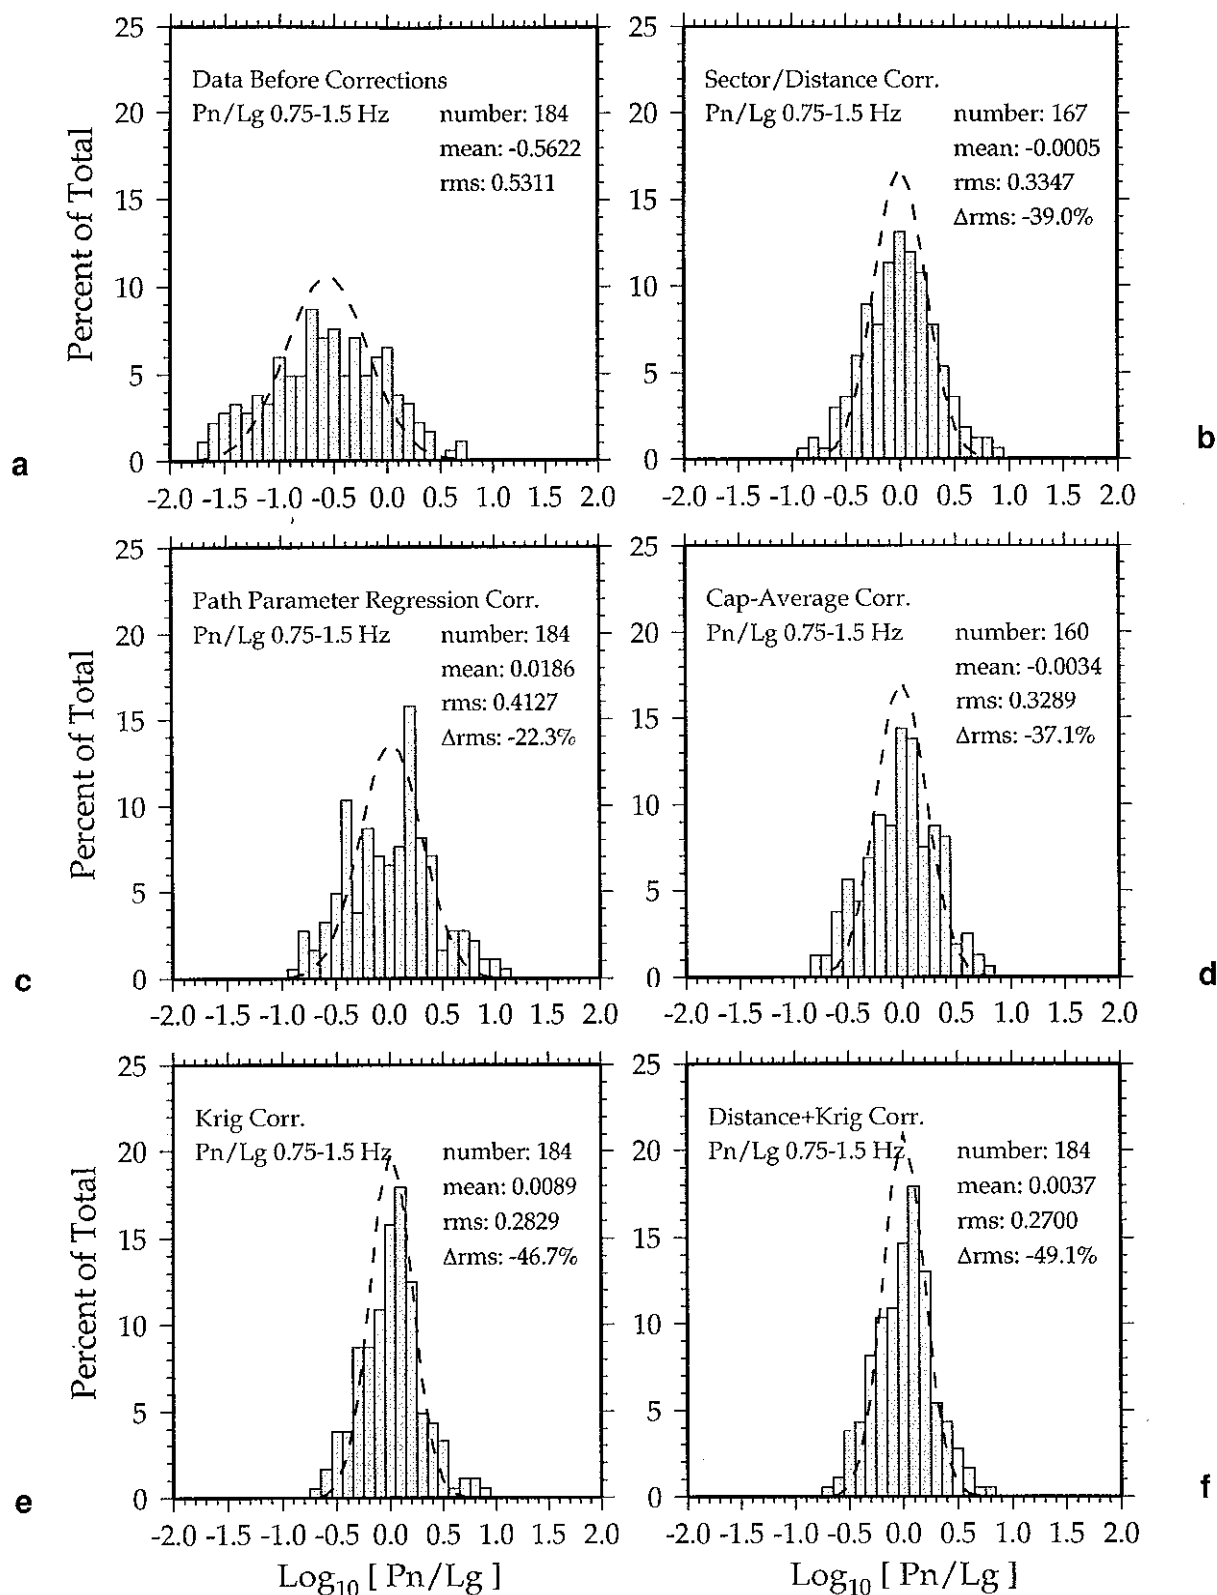 25
20
15
10
5
0
Percent of Total
Data Before Corrections
Pn/Lg 0.75-1.5 Hz
number: 184
mean: -0.5622
rms: 0.5311
-2.0 -1.5 -1.0 -0.5 0.0 0.5 1.0 1.5 2.0
a
25
20
15
10
5
0
Sector/Distance Corr.
Pn/Lg 0.75-1.5 Hz
number: 167
mean: -0.0005
rms: 0.3347
Δrms: -39.0%
-2.0 -1.5 -1.0 -0.5 0.0 0.5 1.0 1.5 2.0
b
25
20
15
10
5
0
Percent of Total
Path Parameter Regression Corr.
Pn/Lg 0.75-1.5 Hz
number: 184
mean: 0.0186
rms: 0.4127
Δrms: -22.3%
-2.0 -1.5 -1.0 -0.5 0.0 0.5 1.0 1.5 2.0
c
25
20
15
10
5
0
Cap-Average Corr.
Pn/Lg 0.75-1.5 Hz
number: 160
mean: -0.0034
rms: 0.3289
Δrms: -37.1%
-2.0 -1.5 -1.0 -0.5 0.0 0.5 1.0 1.5 2.0
d
25
20
15
10
5
0
Percent of Total
Krig Corr.
Pn/Lg 0.75-1.5 Hz
number: 184
mean: 0.0089
rms: 0.2829
Δrms: -46.7%
-2.0 -1.5 -1.0 -0.5 0.0 0.5 1.0 1.5 2.0
Log10 [ Pn/Lg ]
e
25
20
15
10
5
0
Distance+Krig Corr.
Pn/Lg 0.75-1.5 Hz
number: 184
mean: 0.0037
rms: 0.2700
Δrms: -49.1%
-2.0 -1.5 -1.0 -0.5 0.0 0.5 1.0 1.5 2.0
Log10 [ Pn/Lg ]
f